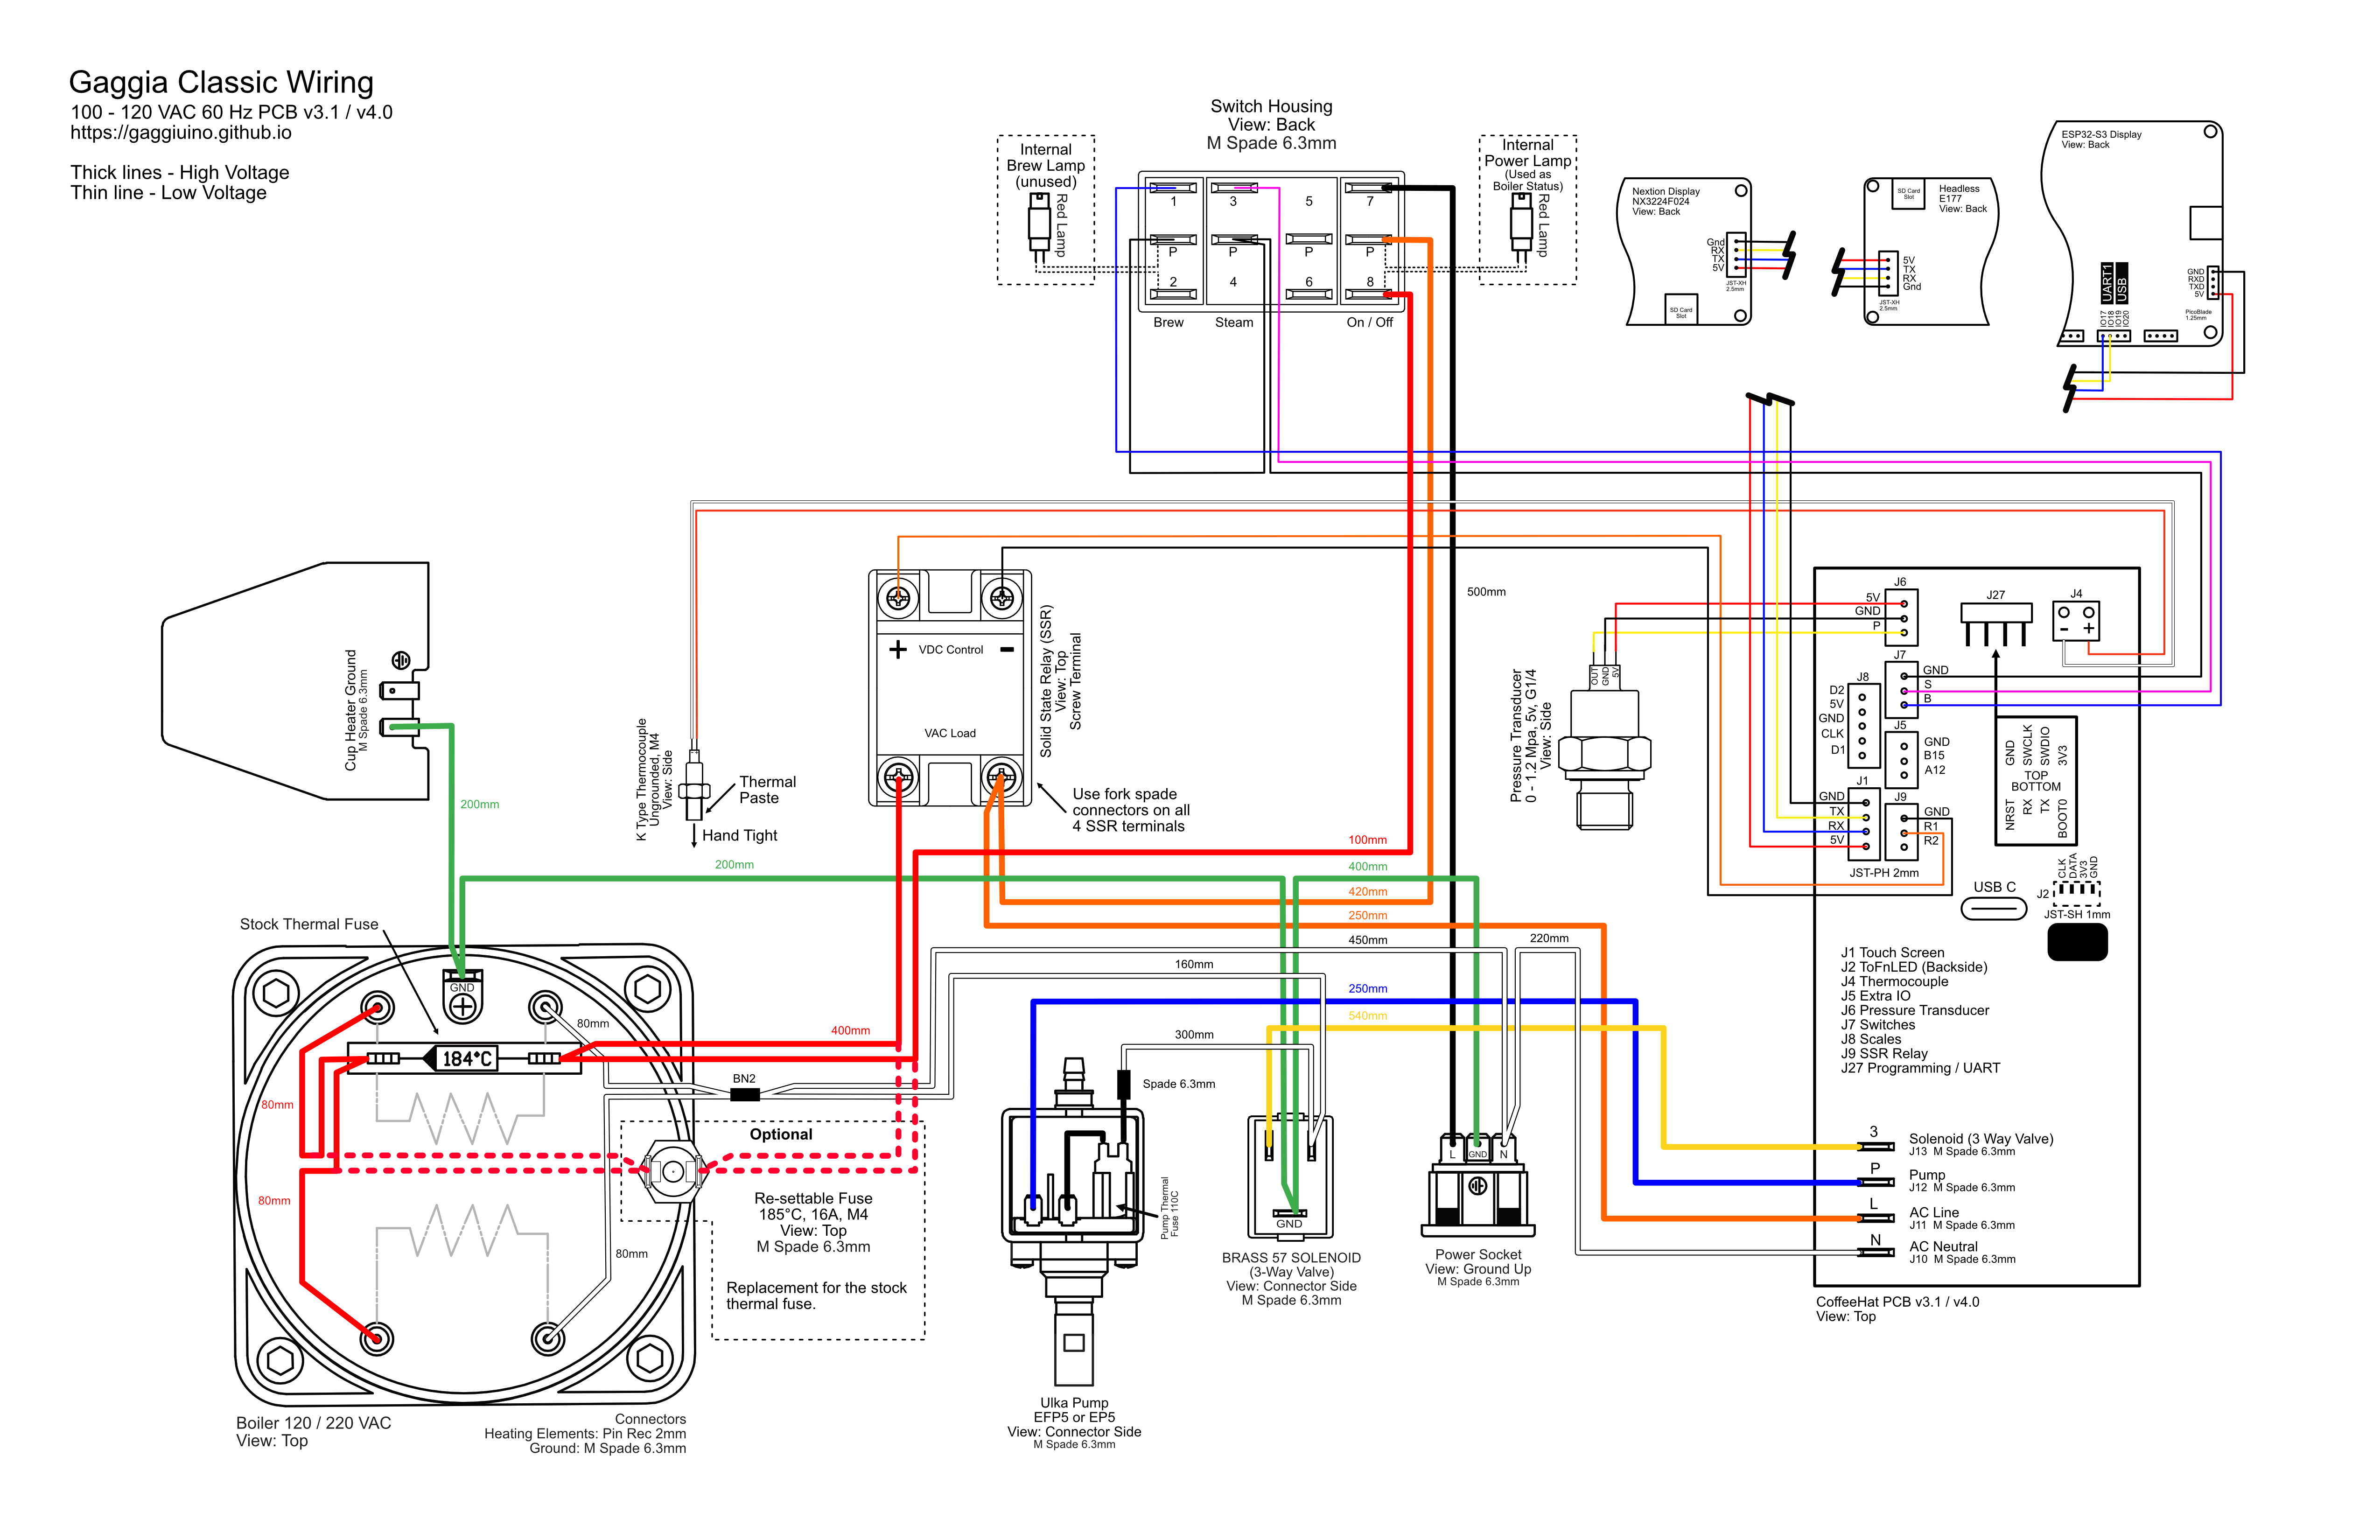 Gaggia Classic Wiring
100 - 120 VAC 60 Hz PCB v3.1 / v4.0
https://gaggiuino.github.io
Thick lines - High Voltage
Thin line - Low Voltage
Switch Housing
View: Back
M Spade 6.3mm
Internal
Brew Lamp
(unused)
Red Lamp
Internal
Power Lamp
(Used as
Boiler Status)
Red Lamp
1
3
5
7
P
P
P
P
2
4
6
8
Brew
Steam
On / Off
Nextion Display
NX3224F024
View: Back
Gnd
RX
TX
5V
JST-XH
2.5mm
SD Card
Slot
SD Card
Slot
Headless
E177
View: Back
5V
TX
RX
Gnd
JST-XH
2.5mm
ESP32-S3 Display
View: Back
UART1
USB
IO17
IO18
IO19
IO20
GND
RXD
TXD
5V
PicoBlade
1.25mm
Cup Heater Ground
M Spade 6.3mm
200mm
K Type Thermocouple
Ungrounded, M4
View: Side
Thermal
Paste
Hand Tight
+
VDC Control
-
VAC Load
Solid State Relay (SSR)
View: Top
Screw Terminal
Use fork spade
connectors on all
4 SSR terminals
500mm
OUT
GND
5V
Pressure Transducer
0 - 1.2 Mpa, 5v, G1/4
View: Side
J6
5V
GND
P
J27
J4
-
+
J7
GND
S
B
J8
D2
5V
GND
CLK
D1
J5
GND
B15
A12
J1
GND
TX
RX
5V
J9
GND
R1
R2
JST-PH 2mm
GND
SWCLK
SWDIO
3V3
TOP
BOTTOM
NRST
RX
TX
BOOT0
USB C
CLK
DATA
3V3
GND
J2
JST-SH 1mm
J1 Touch Screen
J2 ToFnLED (Backside)
J4 Thermocouple
J5 Extra IO
J6 Pressure Transducer
J7 Switches
J8 Scales
J9 SSR Relay
J27 Programming / UART
3
Solenoid (3 Way Valve)
J13 M Spade 6.3mm
P
Pump
J12 M Spade 6.3mm
L
AC Line
J11 M Spade 6.3mm
N
AC Neutral
J10 M Spade 6.3mm
CoffeeHat PCB v3.1 / v4.0
View: Top
100mm
200mm
400mm
420mm
250mm
450mm
220mm
160mm
250mm
540mm
300mm
400mm
Stock Thermal Fuse
GND
184°C
80mm
80mm
80mm
80mm
BN2
Optional
Re-settable Fuse
185°C, 16A, M4
View: Top
M Spade 6.3mm
Replacement for the stock
thermal fuse.
Boiler 120 / 220 VAC
View: Top
Connectors
Heating Elements: Pin Rec 2mm
Ground: M Spade 6.3mm
Spade 6.3mm
Pump Thermal
Fuse 110C
Ulka Pump
EFP5 or EP5
View: Connector Side
M Spade 6.3mm
GND
BRASS 57 SOLENOID
(3-Way Valve)
View: Connector Side
M Spade 6.3mm
L
GND
N
Power Socket
View: Ground Up
M Spade 6.3mm